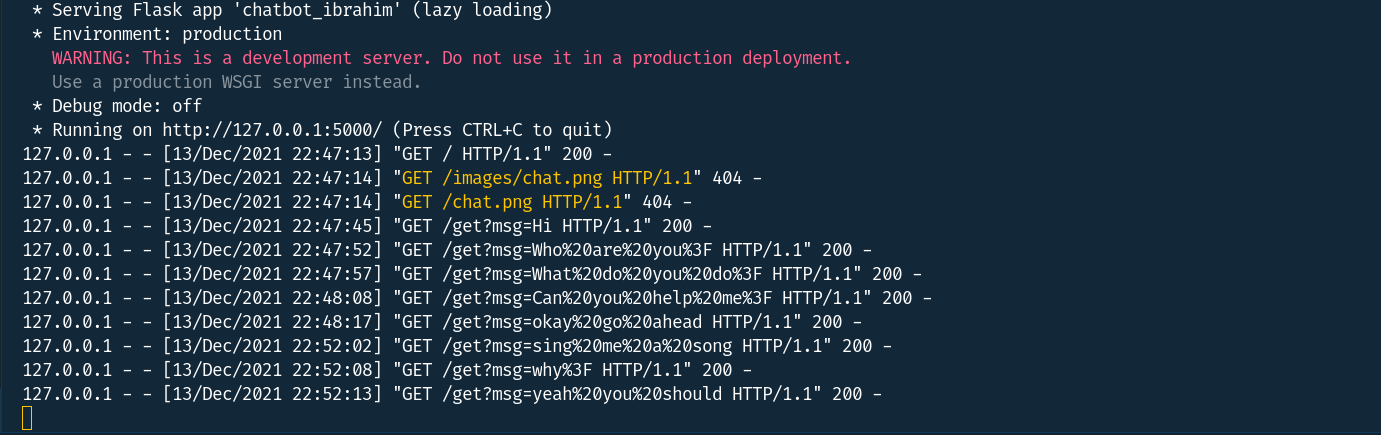 * Serving Flask app 'chatbot_ibrahim' (lazy loading)
* Environment: production
WARNING: This is a development server. Do not use it in a production deployment.
Use a production WSGI server instead.
* Debug mode: off
* Running on http://127.0.0.1:5000/ (Press CTRL+C to quit)
127.0.0.1 - - [13/Dec/2021 22:47:13] "GET / HTTP/1.1" 200 -
127.0.0.1 - - [13/Dec/2021 22:47:14] "GET /images/chat.png HTTP/1.1" 404 -
127.0.0.1 - - [13/Dec/2021 22:47:14] "GET /chat.png HTTP/1.1" 404 -
127.0.0.1 - - [13/Dec/2021 22:47:45] "GET /get?msg=Hi HTTP/1.1" 200 -
127.0.0.1 - - [13/Dec/2021 22:47:52] "GET /get?msg=Who%20are%20you%3F HTTP/1.1" 200 -
127.0.0.1 - - [13/Dec/2021 22:47:57] "GET /get?msg=What%20do%20you%20do%3F HTTP/1.1" 200 -
127.0.0.1 - - [13/Dec/2021 22:48:08] "GET /get?msg=Can%20you%20help%20me%3F HTTP/1.1" 200 -
127.0.0.1 - - [13/Dec/2021 22:48:17] "GET /get?msg=okay%20go%20ahead HTTP/1.1" 200 -
127.0.0.1 - - [13/Dec/2021 22:52:02] "GET /get?msg=sing%20me%20a%20song HTTP/1.1" 200 -
127.0.0.1 - - [13/Dec/2021 22:52:08] "GET /get?msg=why%3F HTTP/1.1" 200 -
127.0.0.1 - - [13/Dec/2021 22:52:13] "GET /get?msg=yeah%20you%20should HTTP/1.1" 200 -